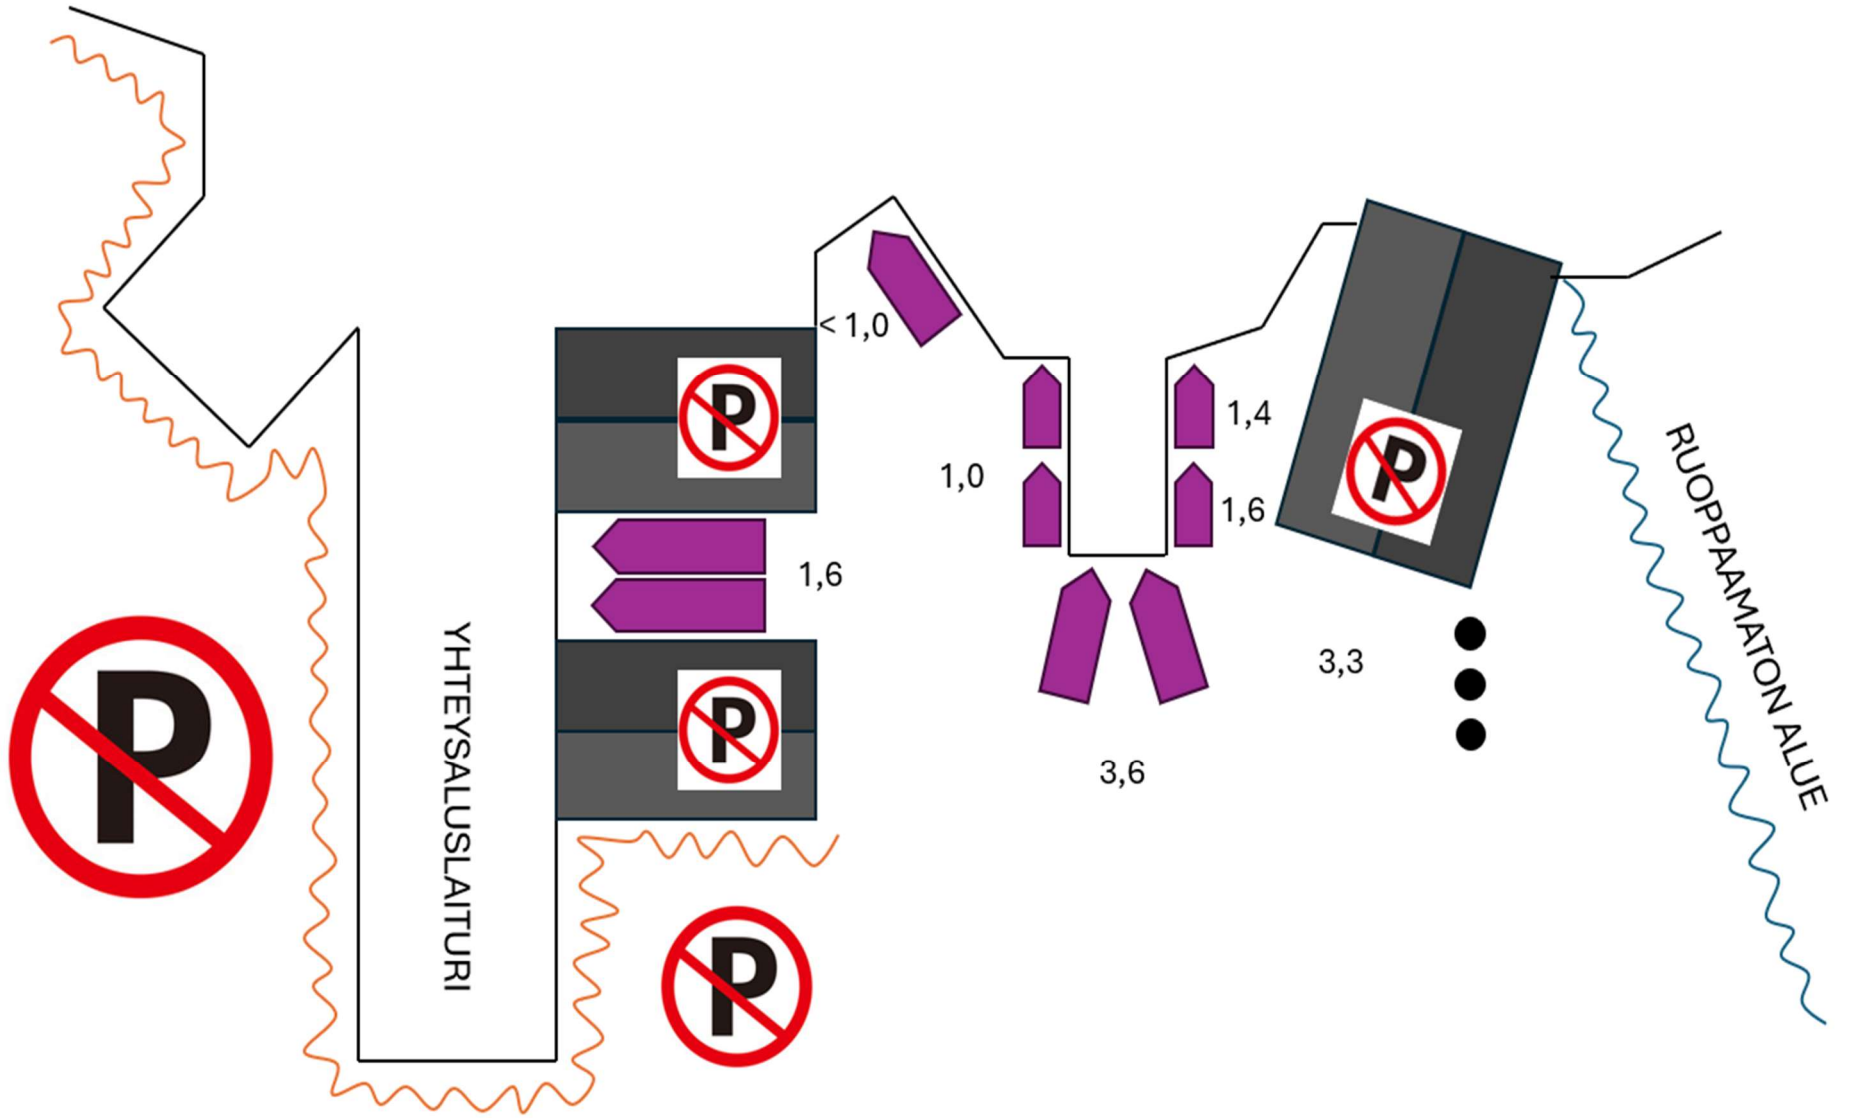 < 1,0
1,4
1,0
1,6
P
P
1,6
YHTEYSALUSLAITURI
P
P
3,3
3,6
P
RUOPPAAMATON ALUE